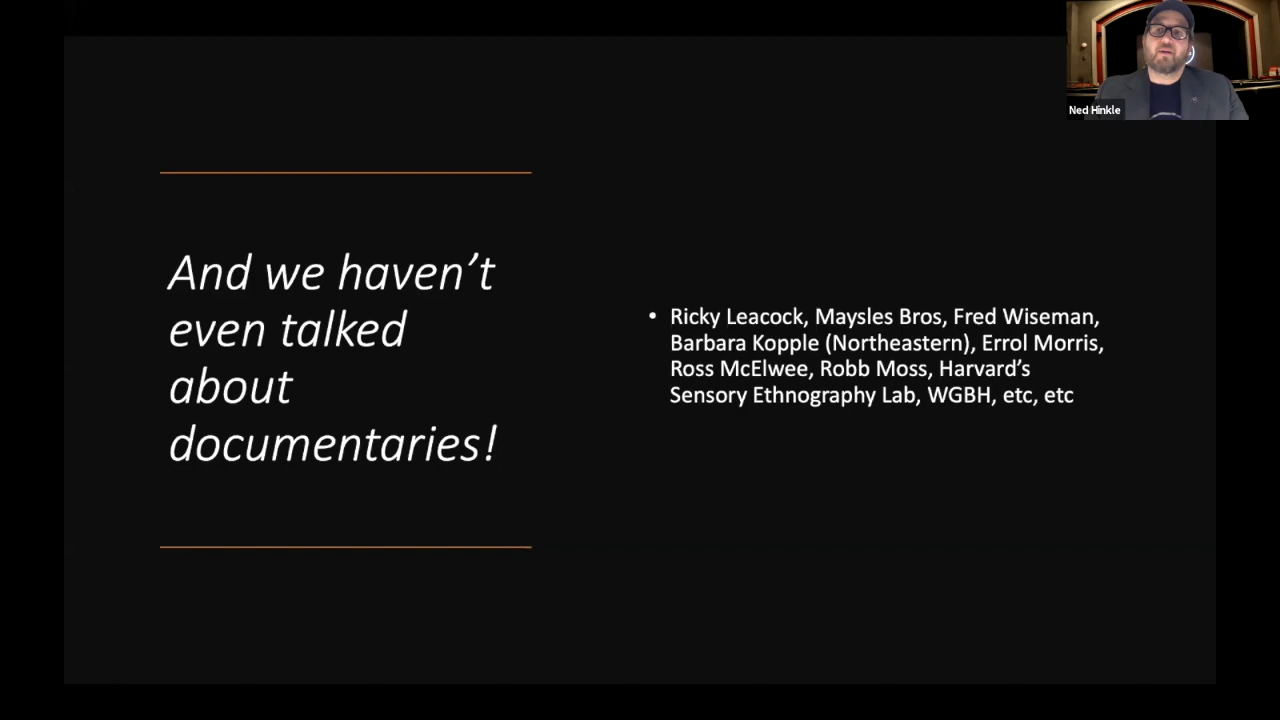 Ned Hinkle
And we haven’t
even talked
about
documentaries!
• Ricky Leacock, Maysles Bros, Fred Wiseman,
Barbara Kopple (Northeastern), Errol Morris,
Ross McElwee, Robb Moss, Harvard’s
Sensory Ethnography Lab, WGBH, etc, etc